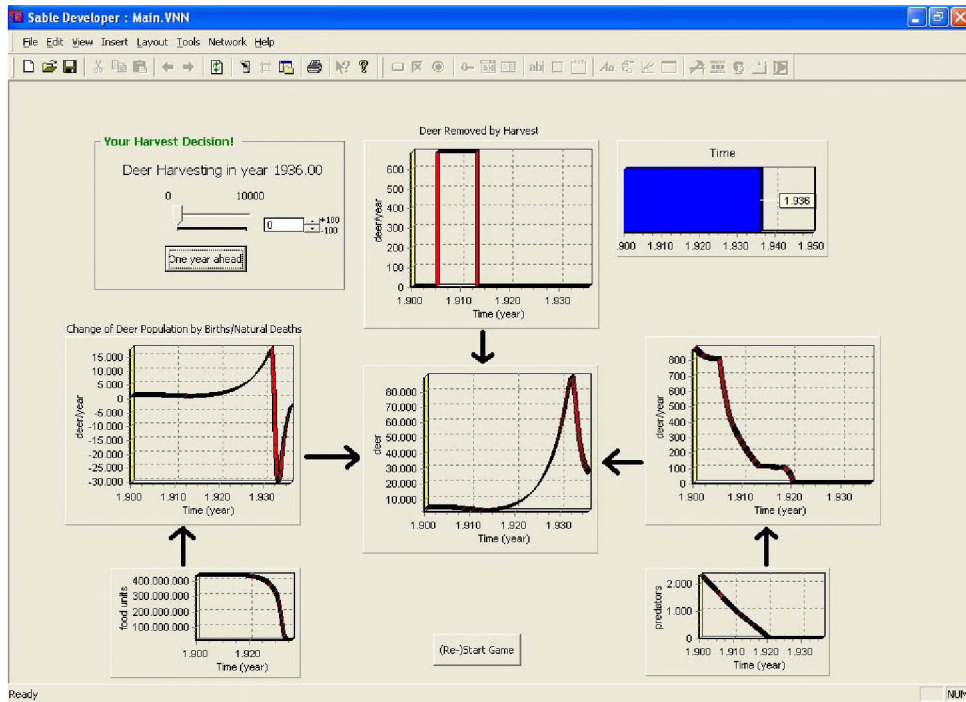 Sable Developer : Main.VNN
File Edit View Insert Layout Tools Network Help
Your Harvest Decision!
Deer Harvesting in year 1936.00
0 10000
0 +100
-100
One year ahead
Deer Removed by Harvest
deer/year
600
500
400
300
200
100
0
1.900 1.910 1.920 1.930
Time (year)
Time
1.936
.900 1.910 1.920 1.930 1.940 1.950
Change of Deer Population by Births/Natural Deaths
deer/year
15.000
10.000
5.000
0
-5.000
-10.000
-15.000
-20.000
-25.000
-30.000
1.900 1.910 1.920 1.930
Time (year)
deer
80.000
70.000
60.000
50.000
40.000
30.000
20.000
10.000
1.900 1.910 1.920 1.930
Time (year)
deer/year
800
700
600
500
400
300
200
100
0
1.900 1.910 1.920 1.930
Time (year)
food units
400.000.000
300.000.000
200.000.000
100.000.000
1.900 1.920
Time (year)
(Re-)Start Game
predators
2.000
1.000
0
1.900 1.910 1.920 1.930
Time (year)
Ready
NUM